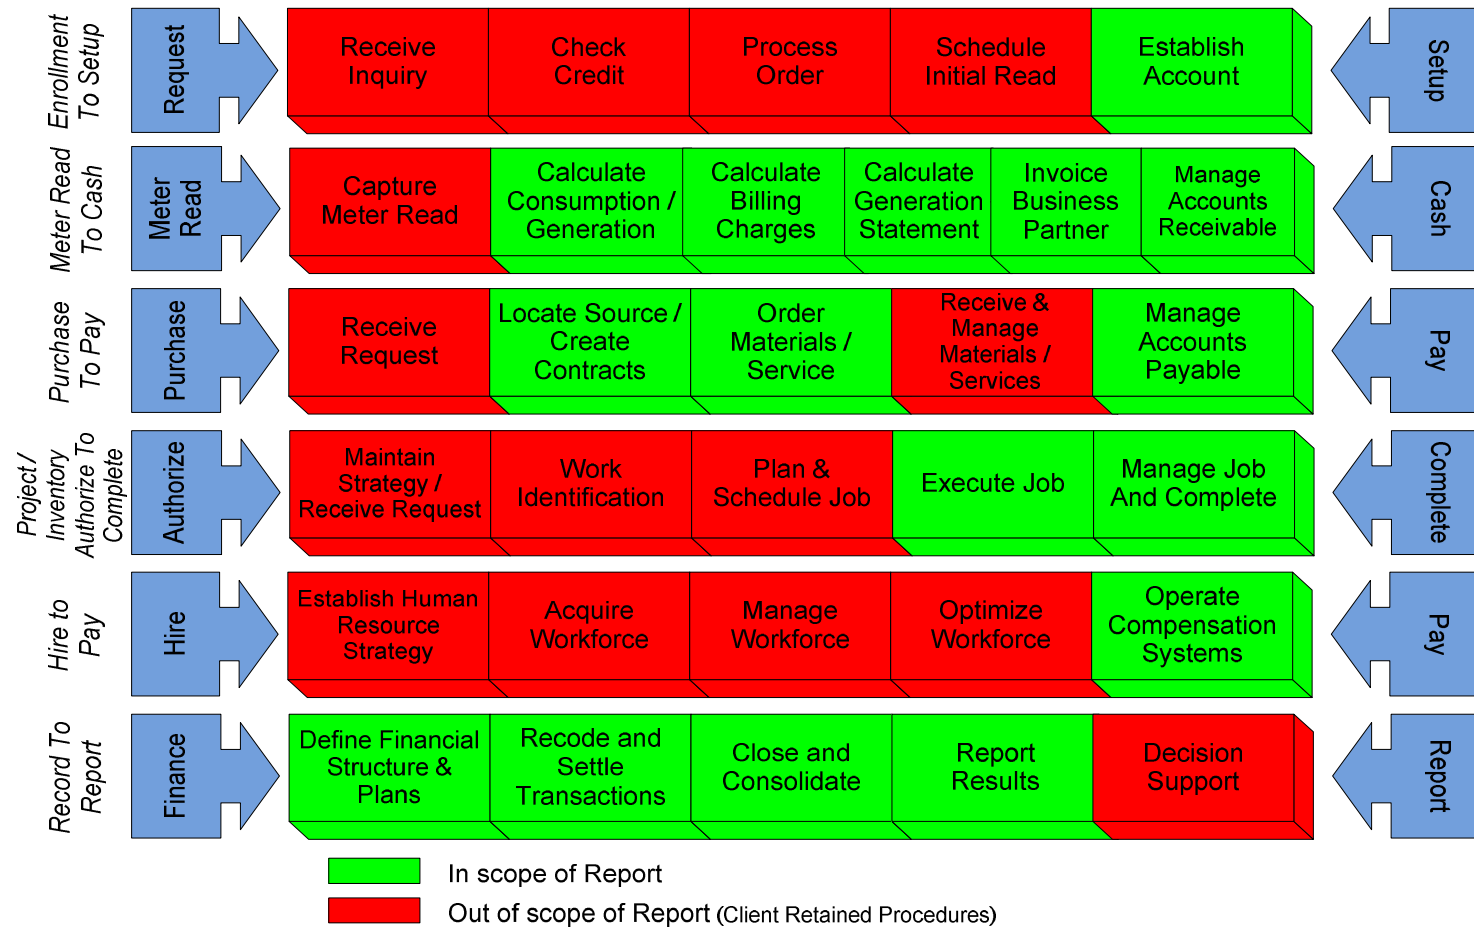 Enrollment
To Setup
Request
Receive
Inquiry
Check
Credit
Process
Order
Schedule
Initial Read
Establish
Account
Setup
Meter Read
To Cash
Meter
Read
Capture
Meter Read
Calculate
Consumption /
Generation
Calculate
Billing
Charges
Calculate
Generation
Statement
Invoice
Business
Partner
Manage
Accounts
Receivable
Cash
Purchase
To Pay
Purchase
Receive
Request
Locate Source /
Create
Contracts
Order
Materials /
Service
Receive &
Manage
Materials /
Services
Manage
Accounts
Payable
Pay
Project /
Inventory
Authorize To
Complete
Authorize
Maintain
Strategy /
Receive Request
Work
Identification
Plan &
Schedule Job
Execute Job
Manage Job
And Complete
Complete
Hire to
Pay
Hire
Establish Human
Resource
Strategy
Acquire
Workforce
Manage
Workforce
Optimize
Workforce
Operate
Compensation
Systems
Pay
Record To
Report
Finance
Define Financial
Structure &
Plans
Recode and
Settle
Transactions
Close and
Consolidate
Report
Results
Decision
Support
Report
In scope of Report
Out of scope of Report (Client Retained Procedures)